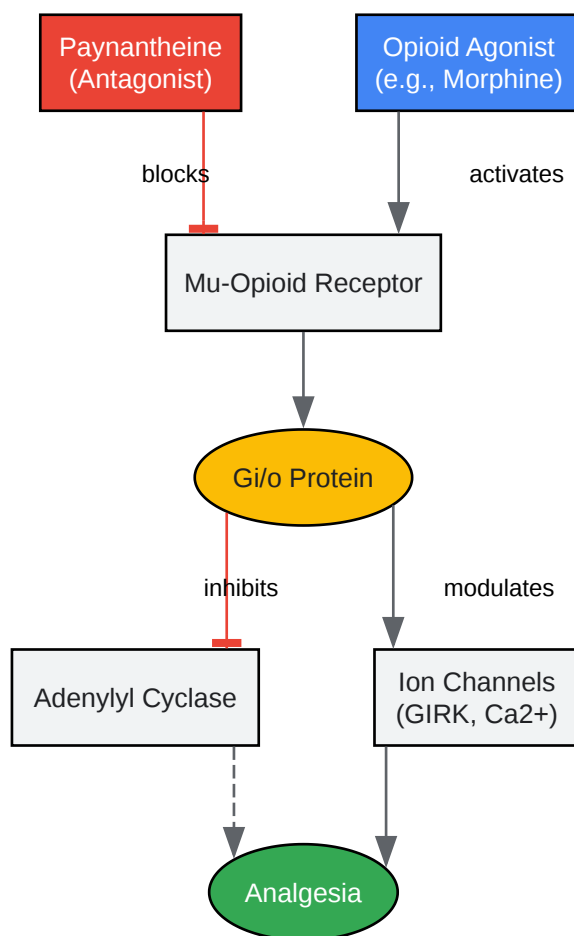 Paynantheine
(Antagonist)
Opioid Agonist
(e.g., Morphine)
blocks
activates
Mu-Opioid Receptor
Gi/o Protein
inhibits
modulates
Adenylyl Cyclase
Ion Channels
(GIRK, Ca2+)
Analgesia